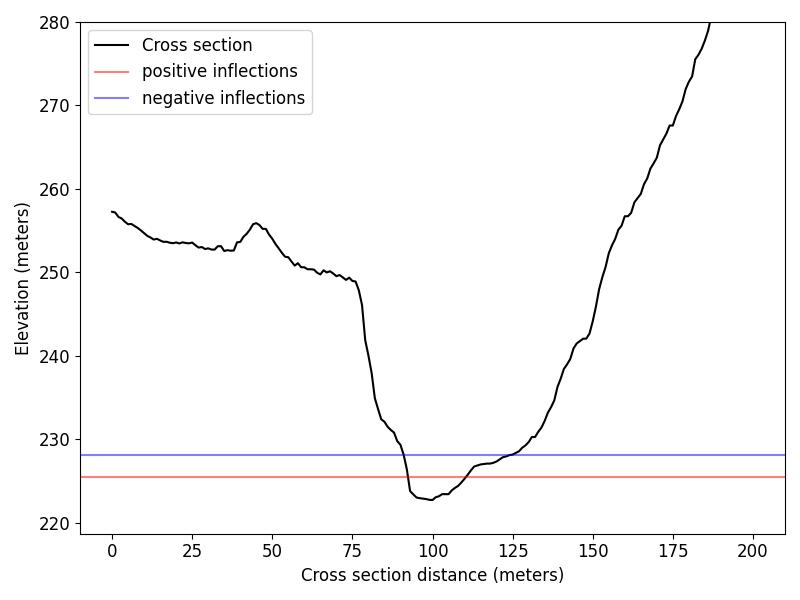 Cross section
positive inflections
negative inflections
280
270
260
250
240
230
220
Elevation (meters)
0 25 50 75 100 125 150 175 200
Cross section distance (meters)